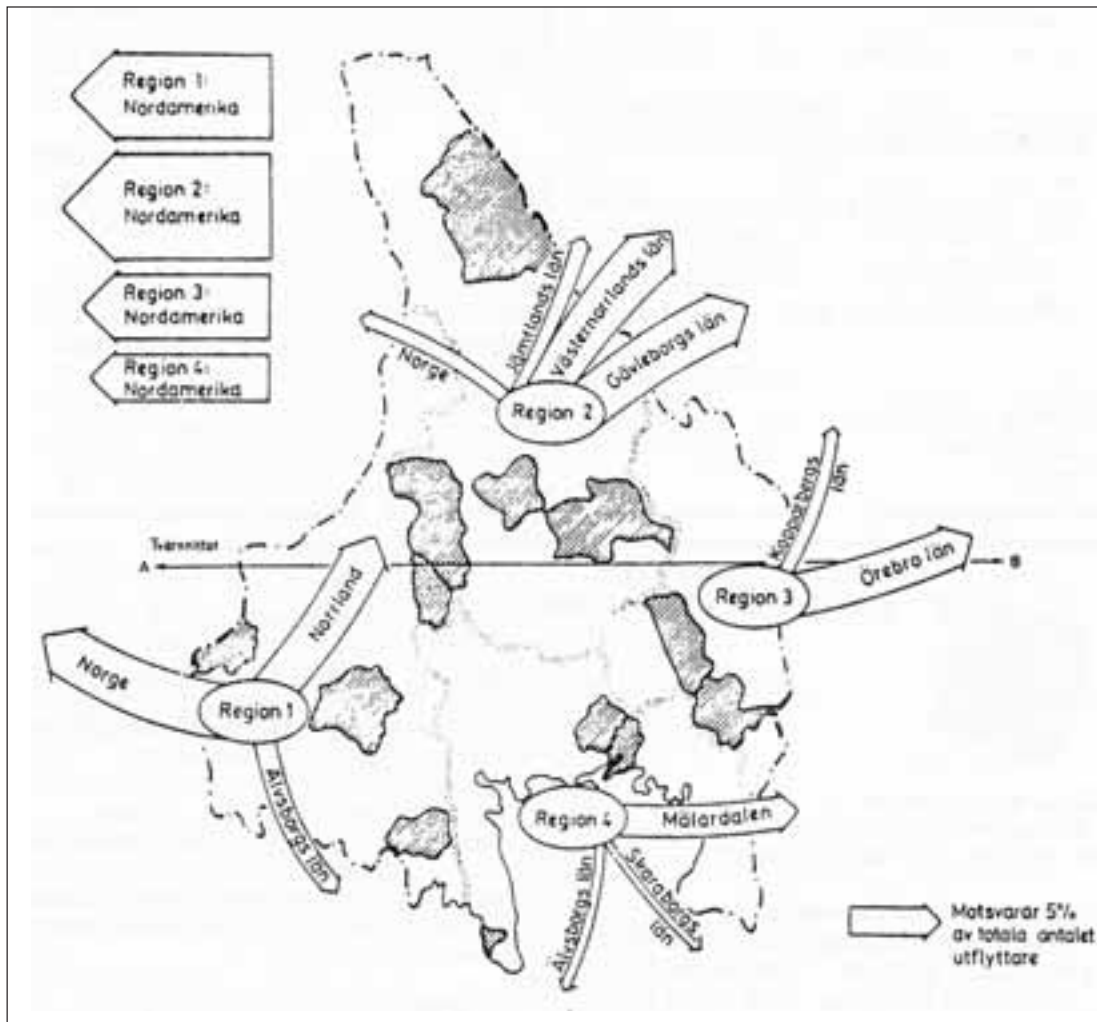 Region 1:
Nordamerika
Region 2:
Nordamerika
Region 3:
Nordamerika
Region 4:
Nordamerika
Norge
Jämtlands län
Västernorrlands län
Gävleborgs län
Region 2
Kopparbergs
län
Tvärsnittet
A
B
Örebro län
Region 3
Norrland
Norge
Region 1
Älvsborgs län
Region 4
Mälardalen
Älvsborgs län
Skaraborgs
län
Motsvarar 5%
av totala antalet
utflyttare